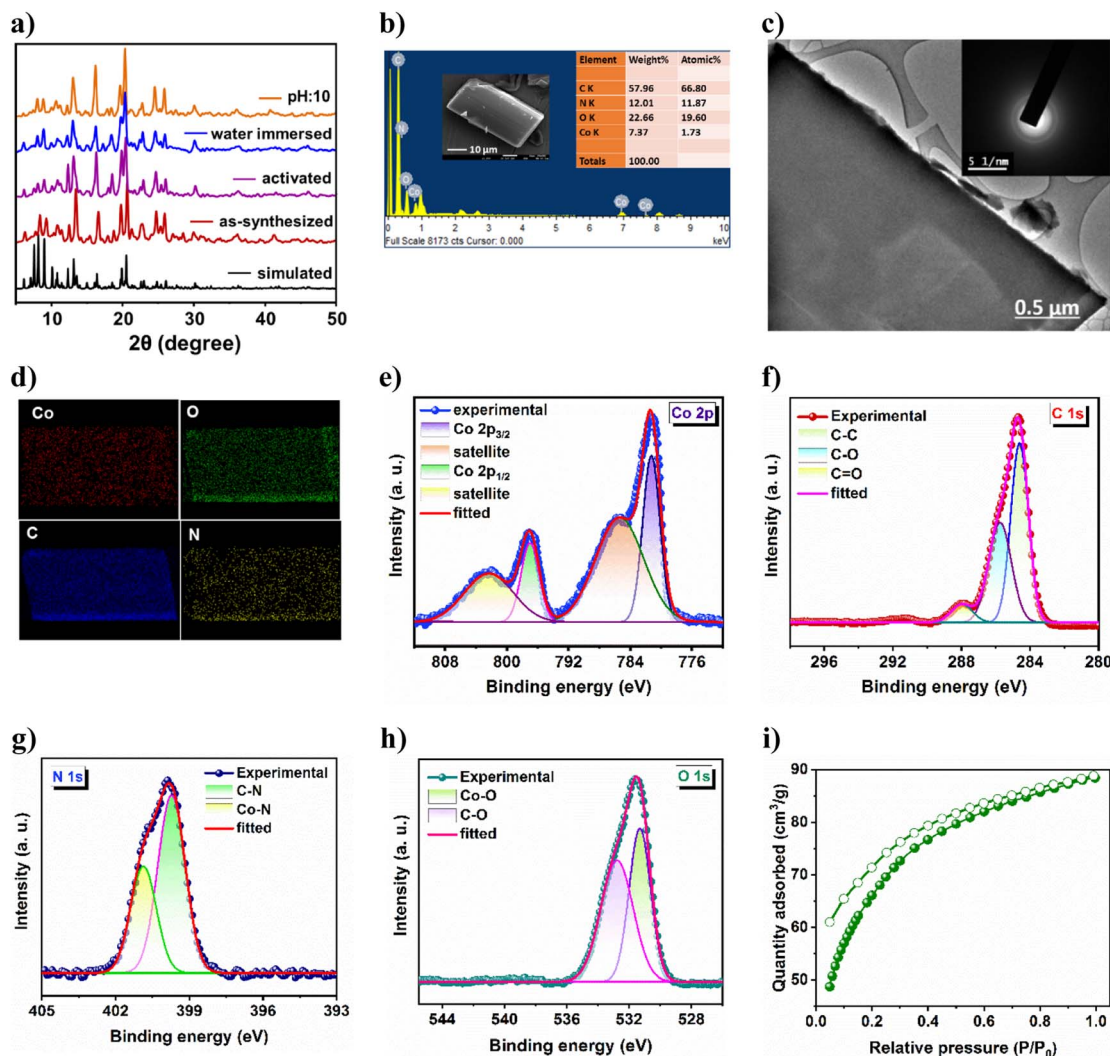 a)
pH:10
water immersed
activated
as-synthesized
simulated
10 20 30 40 50
2θ (degree)
b)
C
N
O
Co
Co
Co
10 µm
Element Weight% Atomic%
C K 57.96 66.80
N K 12.01 11.87
O K 22.66 19.60
Co K 7.37 1.73
Totals 100.00
0 1 2 3 4 5 6 7 8 9 10
Full Scale 8173 cts Cursor: 0.000 keV
c)
5 1/nm
0.5 µm
d)
Co
O
C
N
e)
Co 2p
experimental
Co 2p3/2
satellite
Co 2p1/2
satellite
fitted
Intensity (a. u.)
808 800 792 784 776
Binding energy (eV)
f)
C 1s
Experimental
C-C
C-O
C=O
fitted
Intensity (a. u.)
296 292 288 284 280
Binding energy (eV)
g)
N 1s
Experimental
C-N
Co-N
fitted
Intensity (a. u.)
405 402 399 396 393
Binding energy (eV)
h)
O 1s
Experimental
Co-O
C-O
fitted
Intensity (a. u.)
544 540 536 532 528
Binding energy (eV)
i)
Quantity adsorbed (cm³/g)
90
80
70
60
50
0.0 0.2 0.4 0.6 0.8 1.0
Relative pressure (P/P0)